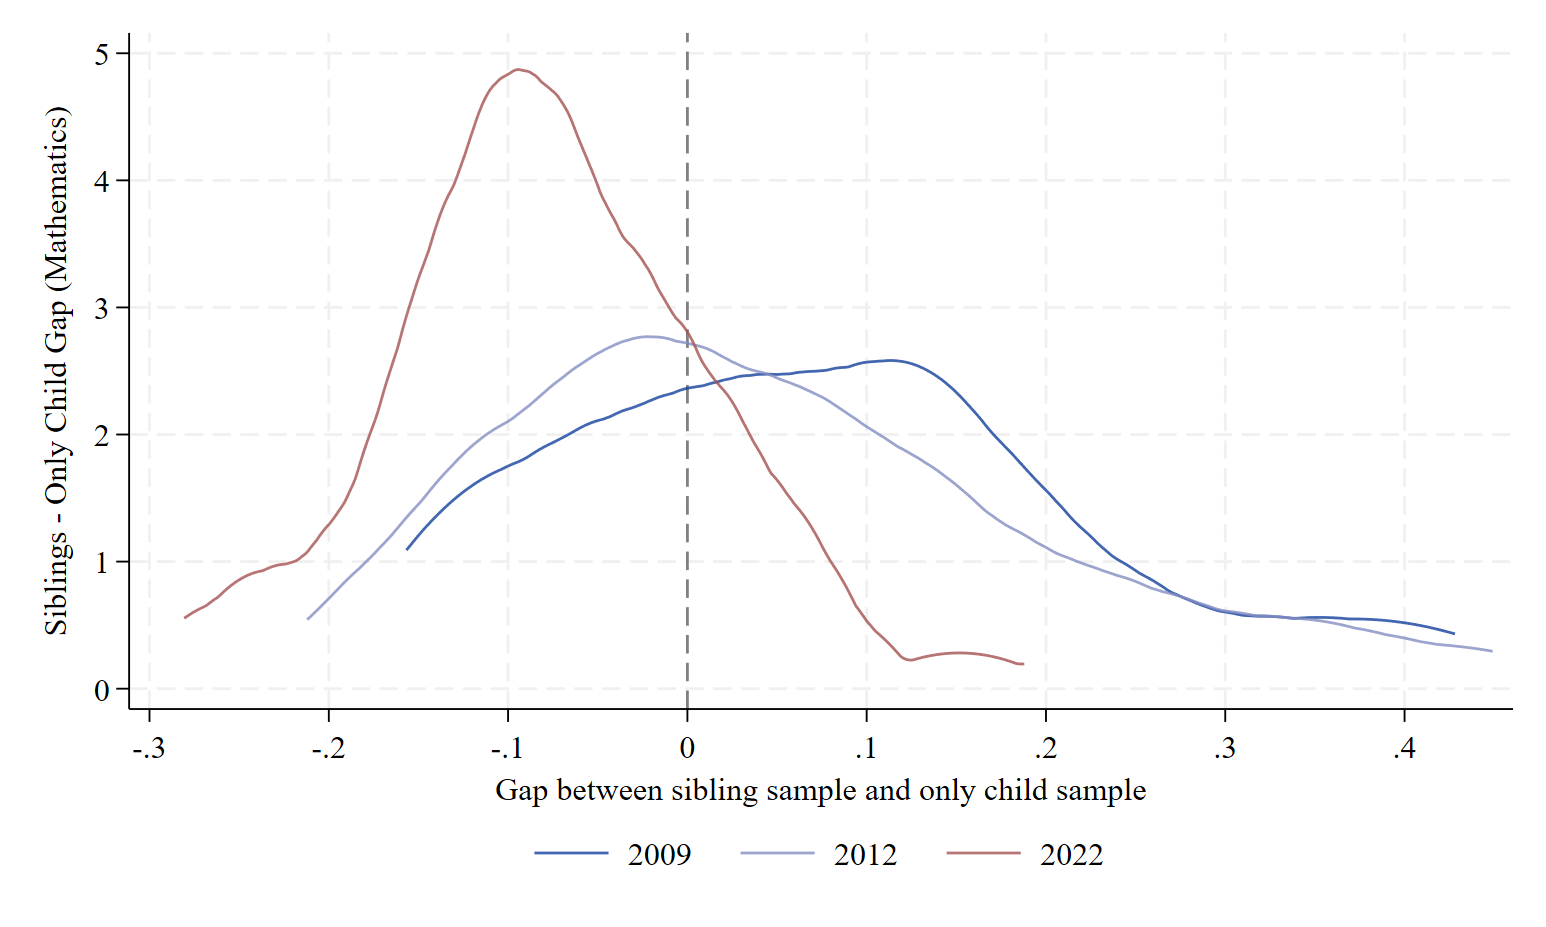 Siblings - Only Child Gap (Mathematics)
5
4
3
2
1
0
-.3 -.2 -.1 0 .1 .2 .3 .4
Gap between sibling sample and only child sample
2009 2012 2022